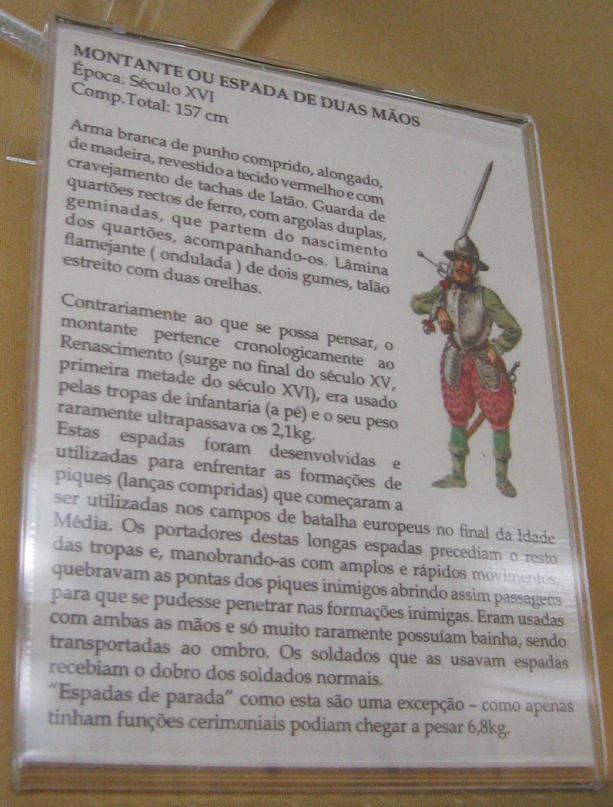 MONTANTE OU ESPADA DE DUAS MÃOS
Época: Século XVI
Comp.Total: 157 cm
Arma branca de punho comprido, alongado,
de madeira, revestido a tecido vermelho e com
cravejamento de tachas de latão. Guarda de
quartões rectos de ferro, com argolas duplas,
geminadas, que partem do nascimento
dos quartões, acompanhando-os. Lâmina
flamejante ( ondulada ) de dois gumes, talão
estreito com duas orelhas.
Contrariamente ao que se possa pensar, o
montante pertence cronologicamente ao
Renascimento (surge no final do século XV,
primeira metade do século XVI), era usado
pelas tropas de infantaria (a pé) e o seu peso
raramente ultrapassava os 2,1kg.
Estas espadas foram desenvolvidas e
utilizadas para enfrentar as formações de
piques (lanças compridas) que começaram a
ser utilizadas nos campos de batalha europeus no final da Idade
Média. Os portadores destas longas espadas precediam o resto
das tropas e, manobrando-as com amplos e rápidos movimentos,
quebravam as pontas dos piques inimigos abrindo assim passagens
para que se pudesse penetrar nas formações inimigas. Eram usadas
com ambas as mãos e só muito raramente possuíam bainha, sendo
transportadas ao ombro. Os soldados que as usavam espadas
recebiam o dobro dos soldados normais.
“Espadas de parada” como esta são uma excepção – como apenas
tinham funções cerimoniais podiam chegar a pesar 6,8kg.